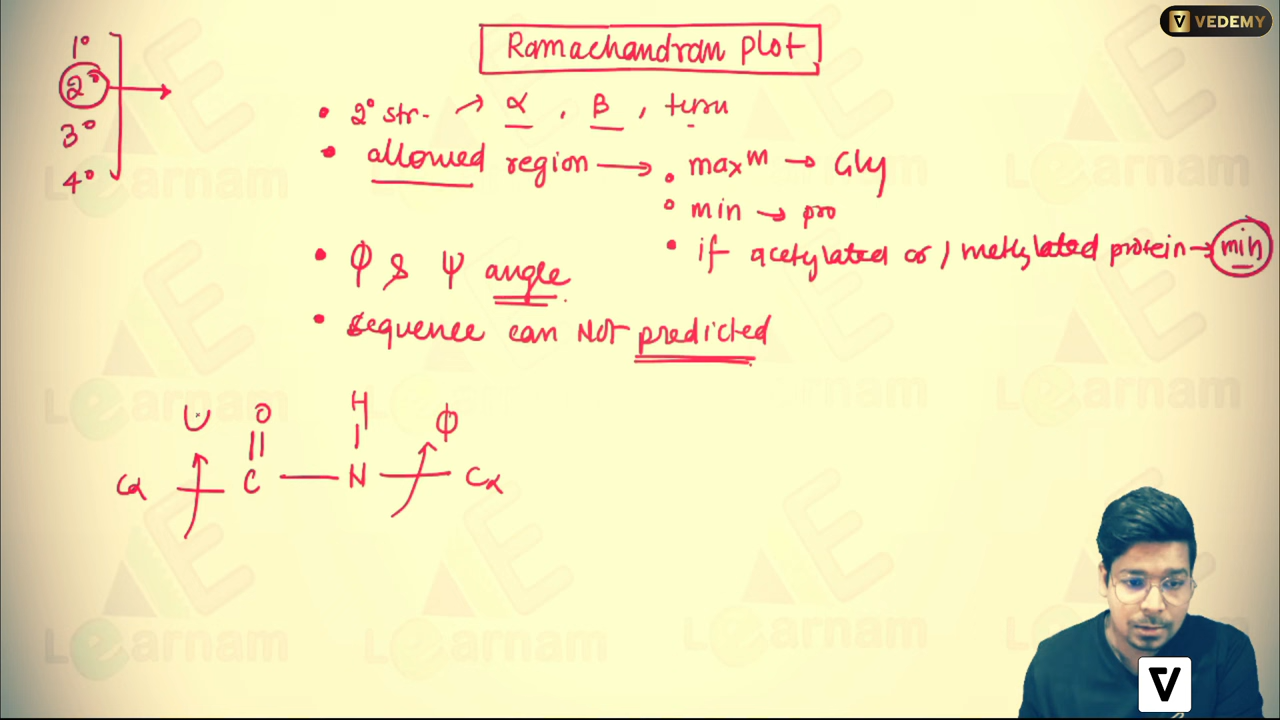 VEDEMY
Ramachandran plot
1°
2°
3°
4°
• 2° str. → α, β, turn
• allowed region → • maxᵐ → Gly
• min → pro
• if acetylated or / methylated protein → min
• φ & ψ angle
• sequence can Not predicted
O H φ
Cα C — N Cα
Learnam